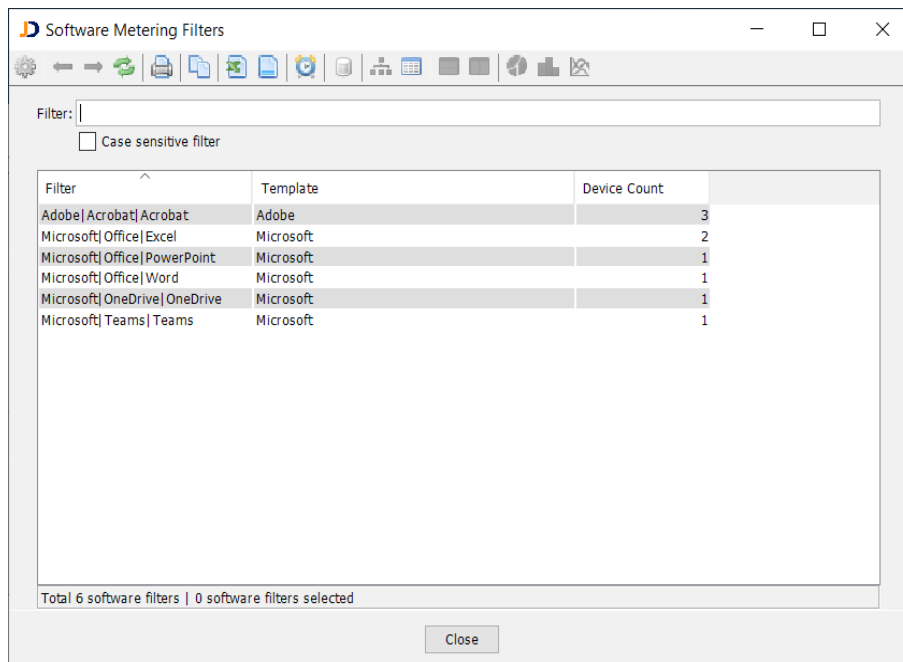 Software Metering Filters
Filter:
Case sensitive filter
Filter Template Device Count
Adobe|Acrobat|Acrobat Adobe 3
Microsoft|Office|Excel Microsoft 2
Microsoft|Office|PowerPoint Microsoft 1
Microsoft|Office|Word Microsoft 1
Microsoft|OneDrive|OneDrive Microsoft 1
Microsoft|Teams|Teams Microsoft 1
Total 6 software filters | 0 software filters selected
Close